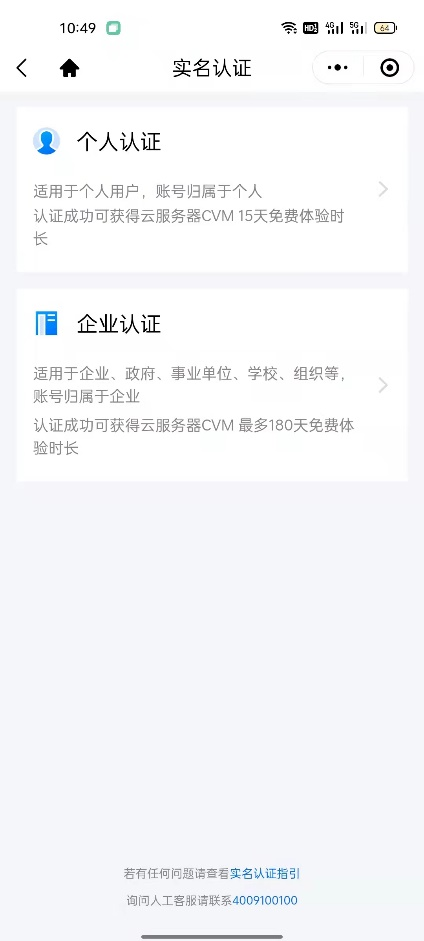 10:49
HD 4G 5G 64
实名认证
个人认证
适用于个人用户，账号归属于个人
认证成功可获得云服务器CVM 15天免费体验时
长
企业认证
适用于企业、政府、事业单位、学校、组织等，
账号归属于企业
认证成功可获得云服务器CVM 最多180天免费体
验时长
若有任何问题请查看实名认证指引
询问人工客服请联系4009100100